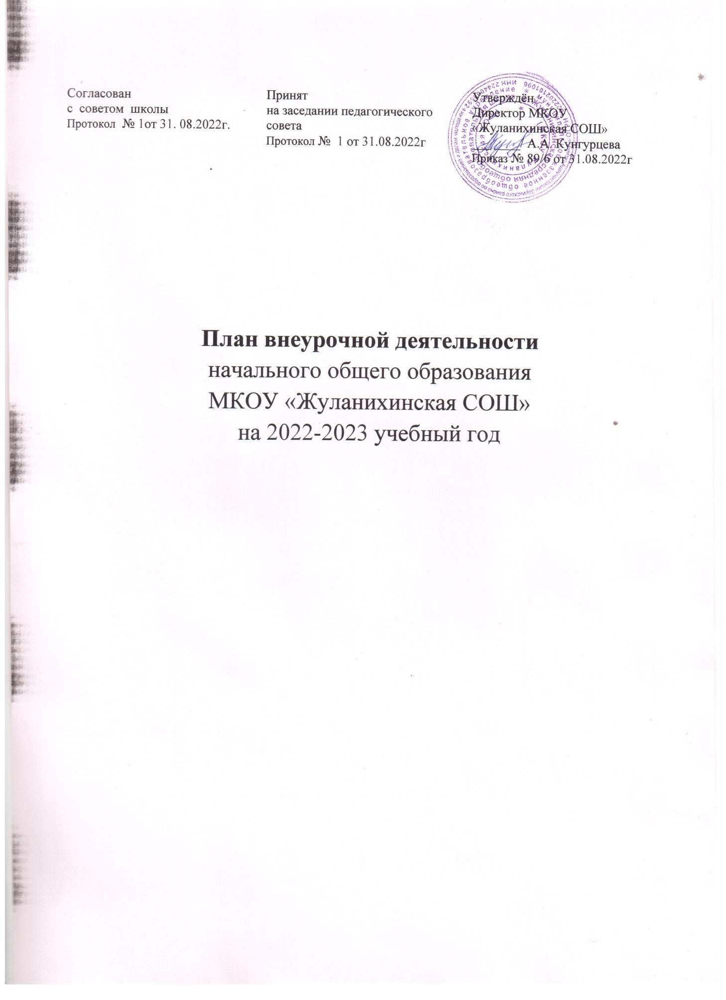 Согласован
с советом школы
Протокол № 1от 31. 08.2022г.
Принят
на заседании педагогического
совета
Протокол № 1 от 31.08.2022г
Утверждён
Директор МКОУ
«Жуланихинская СОШ»
А.А. Кунгурцева
Приказ № 89/6 от 31.08.2022г
План внеурочной деятельности
начального общего образования
МКОУ «Жуланихинская СОШ»
на 2022-2023 учебный год